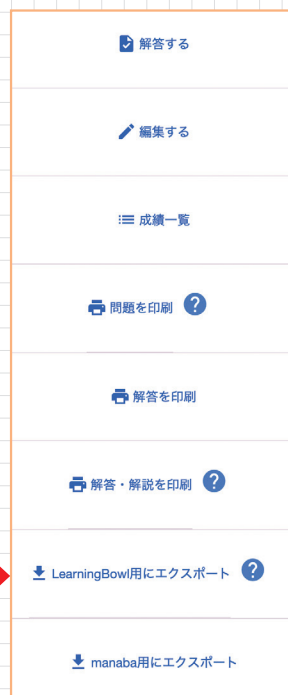 解答する
編集する
成績一覧
問題を印刷 ?
解答を印刷
解答・解説を印刷 ?
LearningBowl用にエクスポート ?
manaba用にエクスポート